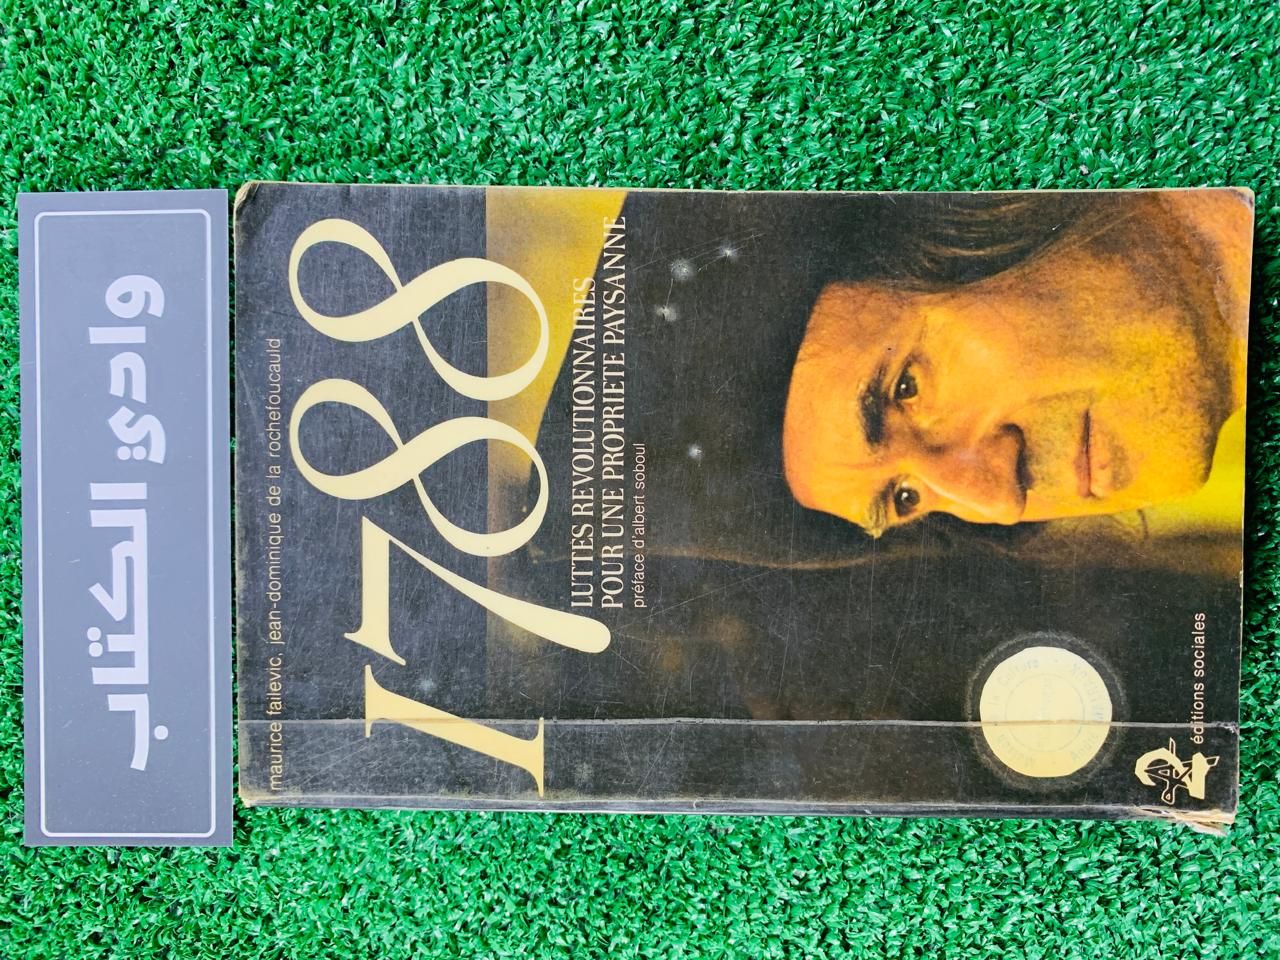 وادي الكتاب
maurice failevic, jean-dominique de la rochefoucauld
1788
LUTTES REVOLUTIONNAIRES
POUR UNE PROPRIETE PAYSANNE
préface d'albert soboul
éditions sociales